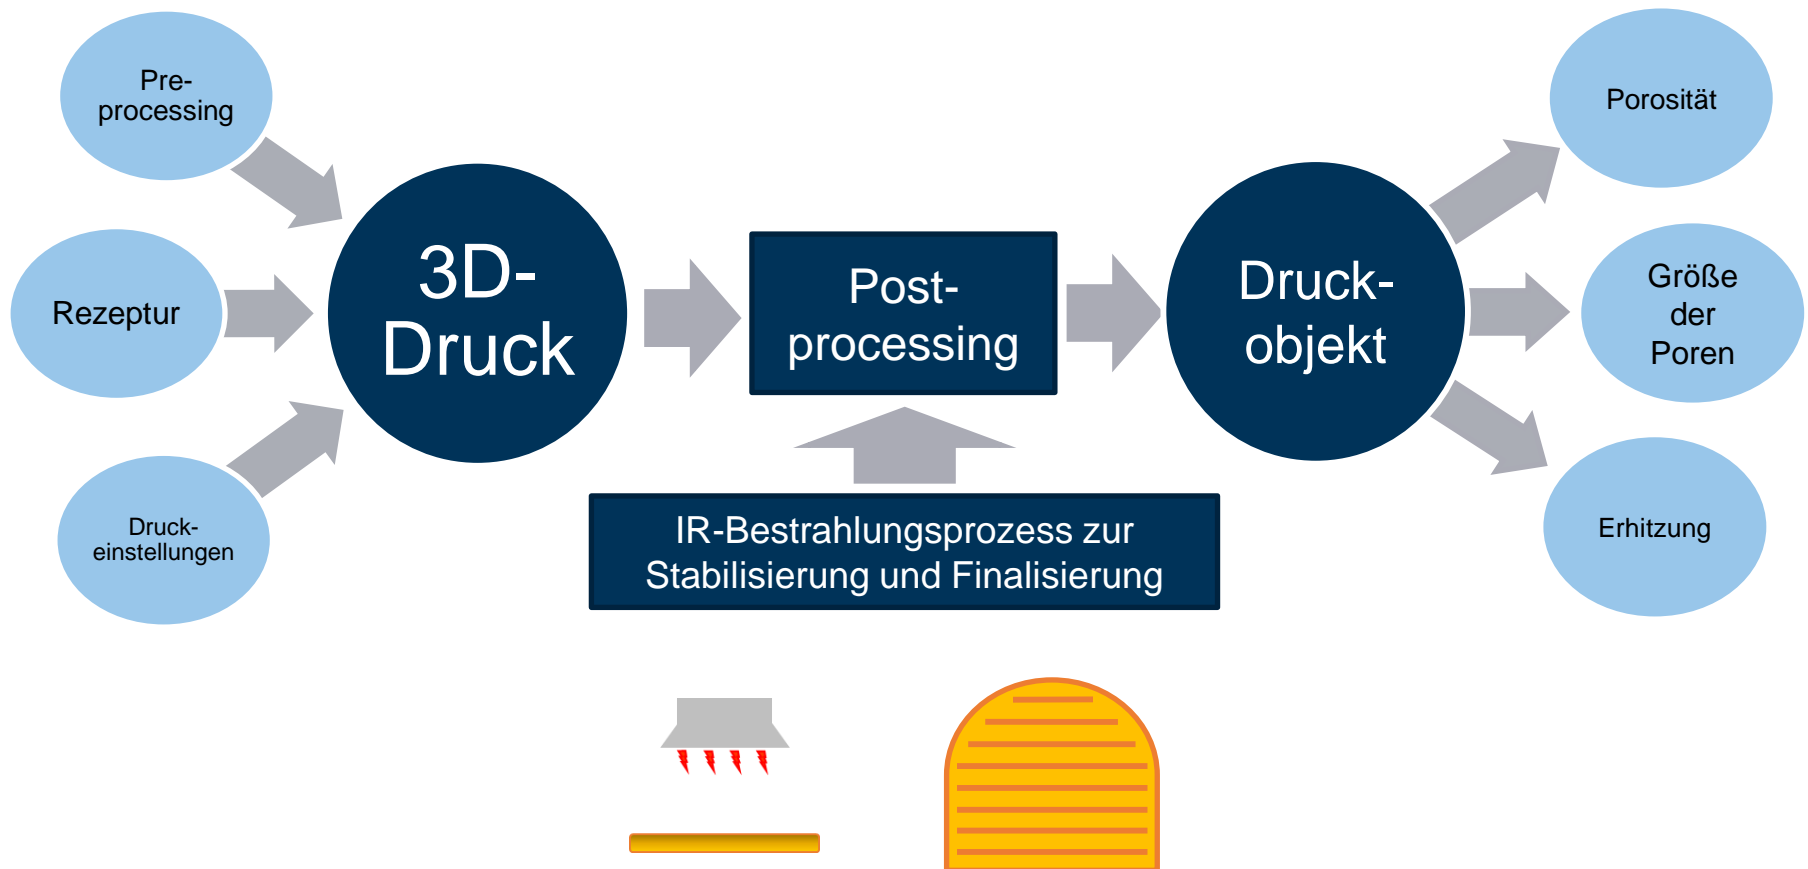 Pre-
processing
Rezeptur
Druck-
einstellungen
3D-
Druck
Post-
processing
IR-Bestrahlungsprozess zur
Stabilisierung und Finalisierung
Druck-
objekt
Porosität
Größe
der
Poren
Erhitzung